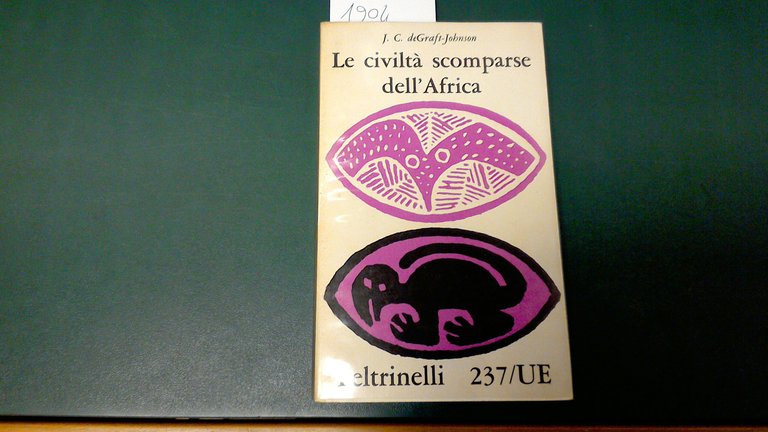 1904
J. C. deGraft-Johnson
Le civiltà scomparse
dell'Africa
Feltrinelli 237/UE